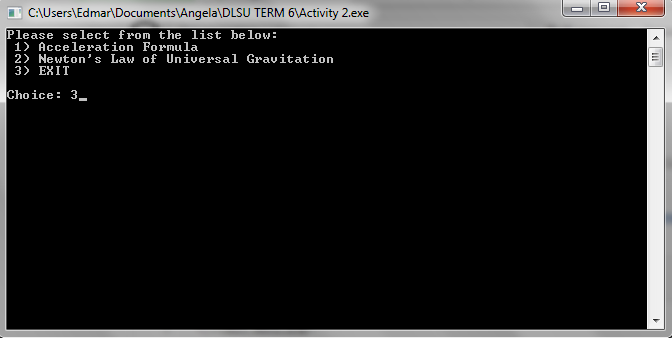 C:\Users\Edmar\Documents\Angela\DLSU TERM 6\Activity 2.exe
Please select from the list below:
1) Acceleration Formula
2) Newton's Law of Universal Gravitation
3) EXIT
Choice: 3_